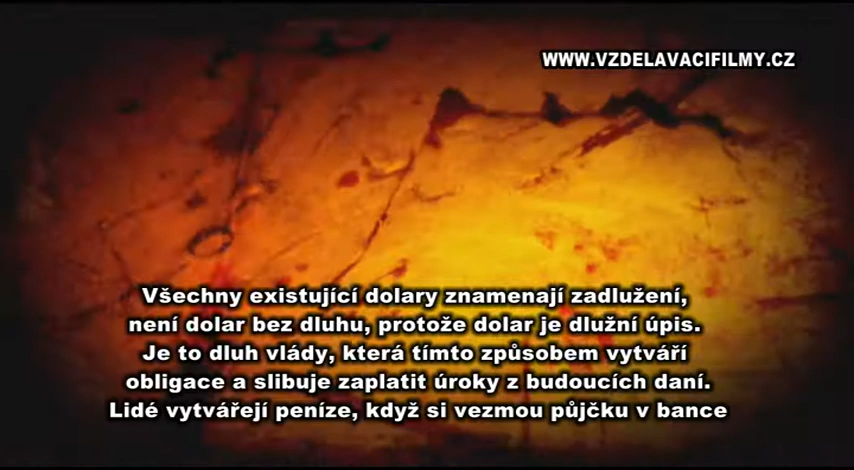 WWW.VZDELAVACIFILMY.CZ
Všechny existující dolary znamenají zadlužení,
není dolar bez dluhu, protože dolar je dlužní úpis.
Je to dluh vlády, která tímto způsobem vytváří
obligace a slibuje zaplatit úroky z budoucích daní.
Lidé vytvářejí peníze, když si vezmou půjčku v bance